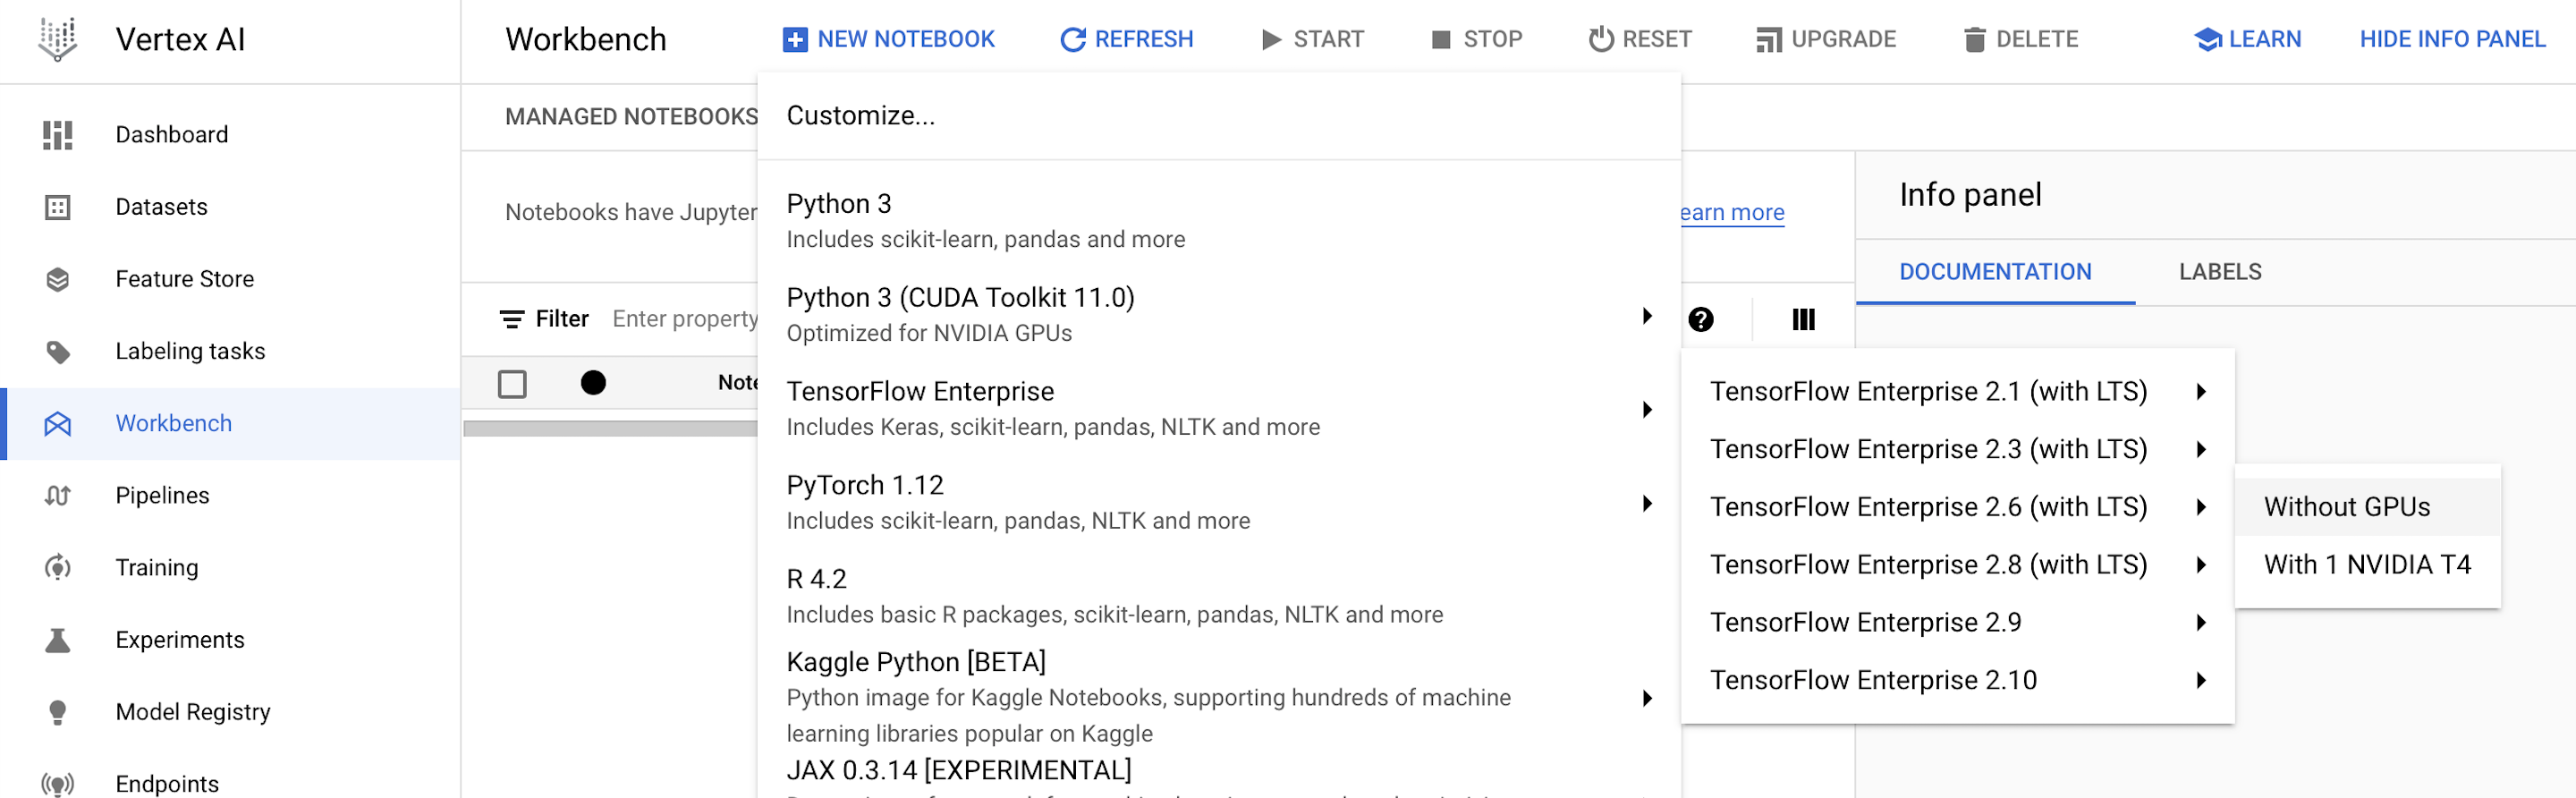 Vertex AI
Workbench
NEW NOTEBOOK
REFRESH
START
STOP
RESET
UPGRADE
DELETE
LEARN
HIDE INFO PANEL
Dashboard
Datasets
Feature Store
Labeling tasks
Workbench
Pipelines
Training
Experiments
Model Registry
Endpoints
MANAGED NOTEBOOKS
Notebooks have Jupyter
earn more
Filter Enter property
Note
Customize...
Python 3
Includes scikit-learn, pandas and more
Python 3 (CUDA Toolkit 11.0)
Optimized for NVIDIA GPUs
TensorFlow Enterprise
Includes Keras, scikit-learn, pandas, NLTK and more
PyTorch 1.12
Includes scikit-learn, pandas, NLTK and more
R 4.2
Includes basic R packages, scikit-learn, pandas, NLTK and more
Kaggle Python [BETA]
Python image for Kaggle Notebooks, supporting hundreds of machine
learning libraries popular on Kaggle
JAX 0.3.14 [EXPERIMENTAL]
TensorFlow Enterprise 2.1 (with LTS)
TensorFlow Enterprise 2.3 (with LTS)
TensorFlow Enterprise 2.6 (with LTS)
TensorFlow Enterprise 2.8 (with LTS)
TensorFlow Enterprise 2.9
TensorFlow Enterprise 2.10
Without GPUs
With 1 NVIDIA T4
Info panel
DOCUMENTATION
LABELS